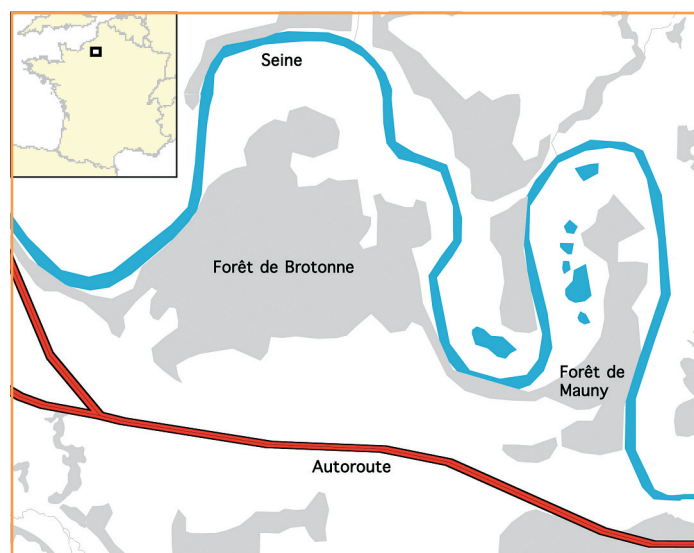 Seine
Forêt de Brotonne
Forêt de
Mauny
Autoroute